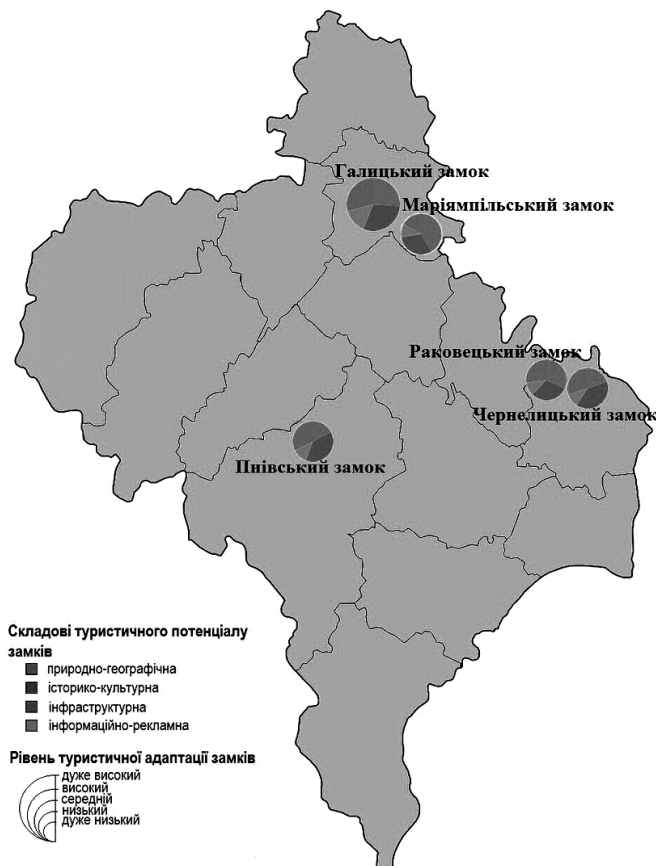 Галицький замок
Маріямпільський замок
Раковецький замок
Чернелицький замок
Пнівський замок
Складові туристичного потенціалу
замків
природно-географічна
історико-культурна
інфраструктурна
інформаційно-рекламна
Рівень туристичної адаптації замків
дуже високий
високий
середній
низький
дуже низький